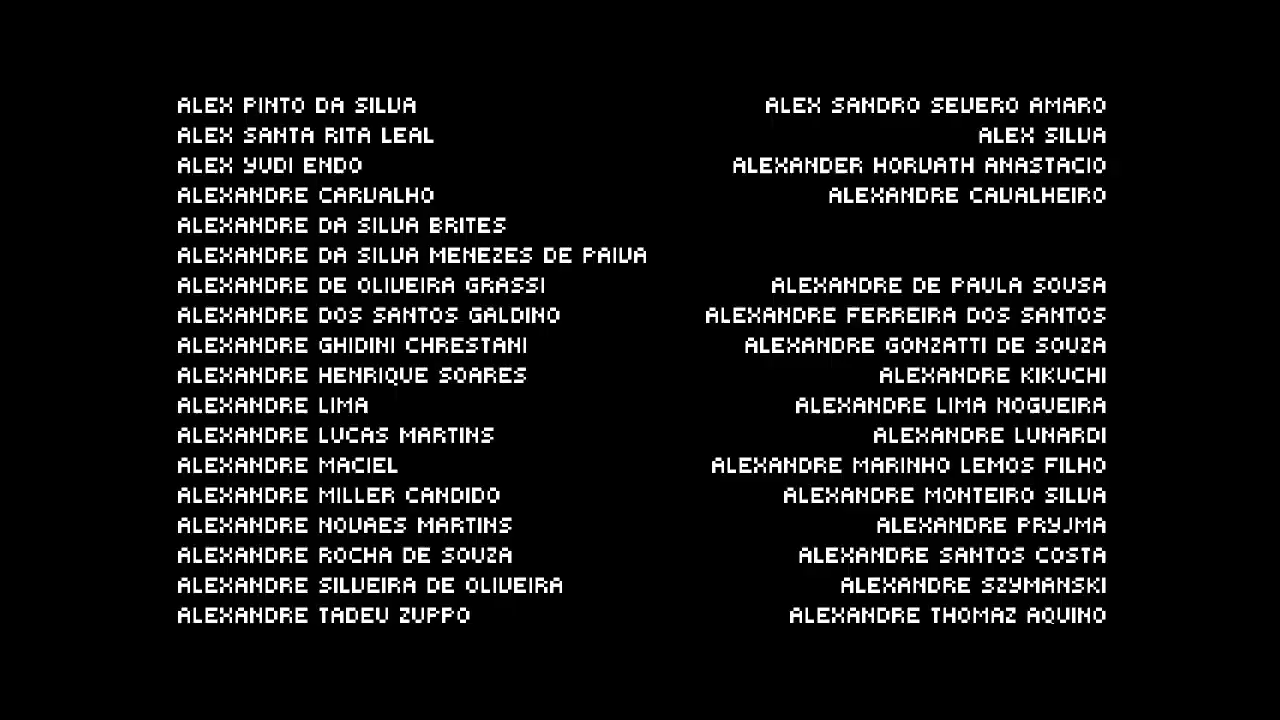 ALEX PINTO DA SILVA
ALEX SANDRO SEVERO AMARO
ALEX SANTA RITA LEAL
ALEX SILVA
ALEX YUDI ENDO
ALEXANDER HORVATH ANASTACIO
ALEXANDRE CARVALHO
ALEXANDRE CAVALHEIRO
ALEXANDRE DA SILVA BRITES
ALEXANDRE DA SILVA MENEZES DE PAIVA
ALEXANDRE DE OLIVEIRA GRASSI
ALEXANDRE DE PAULA SOUSA
ALEXANDRE DOS SANTOS GALDINO
ALEXANDRE FERREIRA DOS SANTOS
ALEXANDRE GHIDINI CHRESTANI
ALEXANDRE GONZATTI DE SOUZA
ALEXANDRE HENRIQUE SOARES
ALEXANDRE KIKUCHI
ALEXANDRE LIMA
ALEXANDRE LIMA NOGUEIRA
ALEXANDRE LUCAS MARTINS
ALEXANDRE LUNARDI
ALEXANDRE MACIEL
ALEXANDRE MARINHO LEMOS FILHO
ALEXANDRE MILLER CANDIDO
ALEXANDRE MONTEIRO SILVA
ALEXANDRE NOVAES MARTINS
ALEXANDRE PRYJMA
ALEXANDRE ROCHA DE SOUZA
ALEXANDRE SANTOS COSTA
ALEXANDRE SILVEIRA DE OLIVEIRA
ALEXANDRE SZYMANSKI
ALEXANDRE TADEU ZUPPO
ALEXANDRE THOMAZ AQUINO